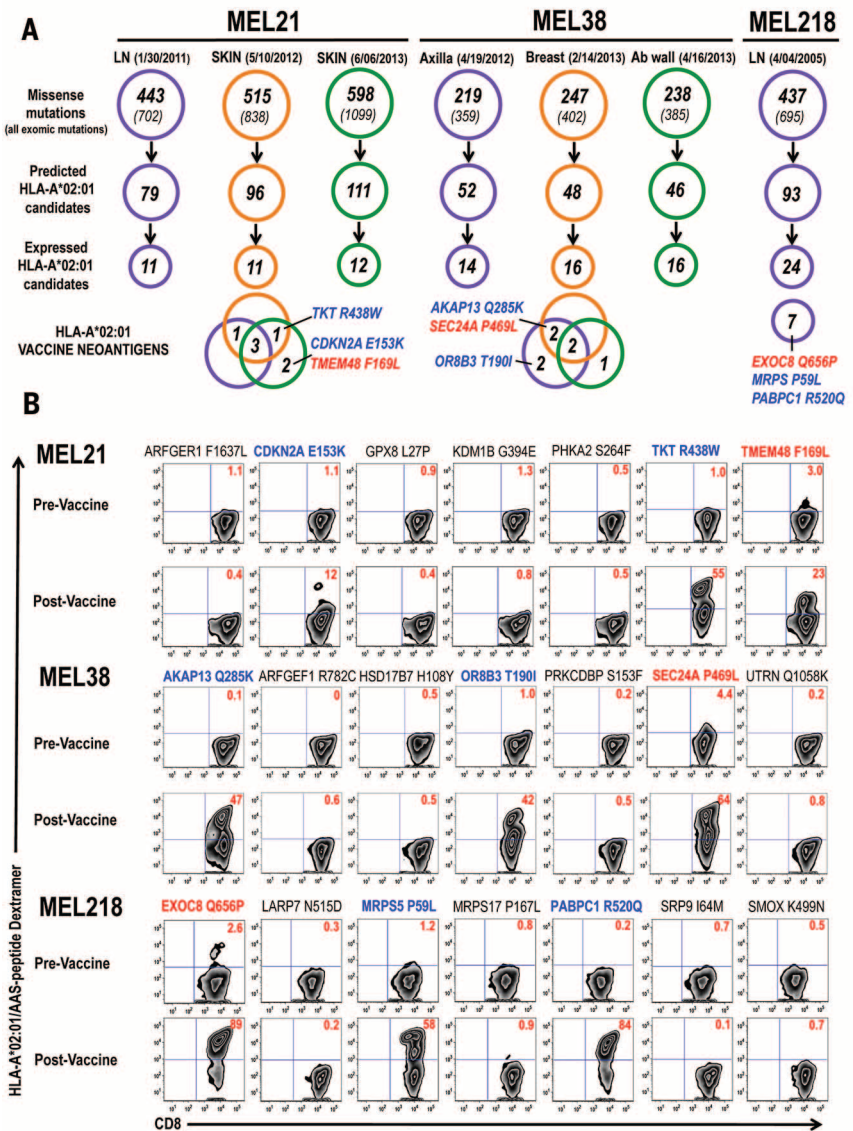 A
MEL21 MEL38 MEL218
LN (1/30/2011) SKIN (5/10/2012) SKIN (6/06/2013) Axilla (4/19/2012) Breast (2/14/2013) Ab wall (4/16/2013) LN (4/04/2005)
Missense mutations (all exomic mutations)
443 515 598 219 247 238 437
(702) (838) (1099) (359) (402) (385) (695)
Predicted HLA-A*02:01 candidates
79 96 111 52 48 46 93
Expressed HLA-A*02:01 candidates
11 11 12 14 16 16 24
HLA-A*02:01 VACCINE NEOANTIGENS
1 1 3 2
TKT R438W
CDKN2A E153K
TMEM48 F169L
AKAP13 Q285K
SEC24A P469L
OR8B3 T190I
2 2 2 1
7
EXOC8 Q656P
MRPS P59L
PABPC1 R520Q
B
MEL21
ARFGER1 F1637L CDKN2A E153K GPX8 L27P KDM1B G394E PHKA2 S264F TKT R438W TMEM48 F169L
Pre-Vaccine
1.1 1.1 0.9 1.3 0.5 1.0 3.0
Post-Vaccine
0.4 12 0.4 0.8 0.5 55 23
MEL38
AKAP13 Q285K ARFGEF1 R782C HSD17B7 H108Y OR8B3 T190I PRKCDBP S153F SEC24A P469L UTRN Q1058K
Pre-Vaccine
0.1 0 0.5 1.0 0.2 4.4 0.2
Post-Vaccine
47 0.6 0.5 42 0.5 64 0.8
MEL218
EXOC8 Q656P LARP7 N515D MRPS5 P59L MRPS17 P167L PABPC1 R520Q SRP9 I64M SMOX K499N
Pre-Vaccine
2.6 0.3 1.2 0.8 0.2 0.7 0.5
Post-Vaccine
89 0.2 58 0.9 84 0.1 0.7
HLA-A*02:01/AAS-peptide Dextramer
CD8